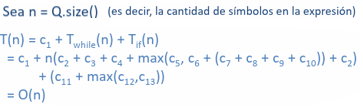 Sea n = Q.size() (es decir, la cantidad de símbolos en la expresión)
T(n) = c₁ + Twhile(n) + Tif(n)
= c₁ + n(c₂ + c₃ + c₄ + max(c₅, c₆ + (c₇ + c₈ + c₉ + c₁₀)) + c₂)
+ (c₁₁ + max(c₁₂,c₁₃))
= O(n)